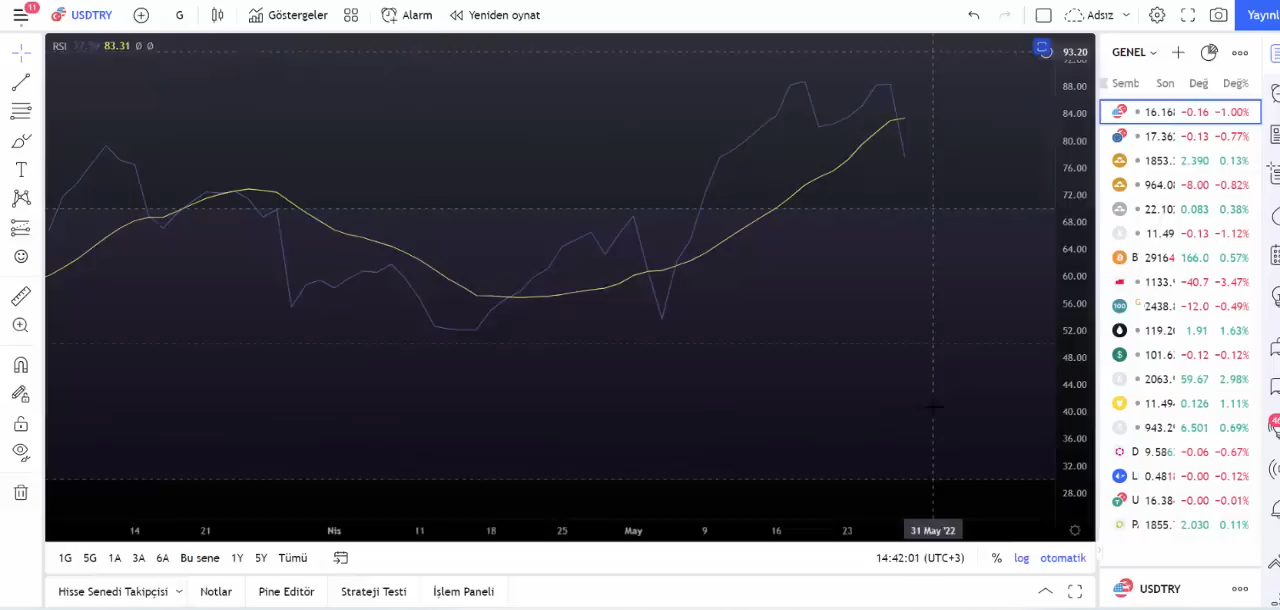 11 USDTRY G Göstergeler Alarm Yeniden oynat Adsız Yayınl
RSI 77.59 83.31 Ø Ø
93.20
92.00
88.00
84.00
80.00
76.00
72.00
68.00
64.00
60.00
56.00
52.00
48.00
44.00
40.00
36.00
32.00
28.00
14 21 Nis 11 18 25 May 9 16 23 31 May '22
1G 5G 1A 3A 6A Bu sene 1Y 5Y Tümü 14:42:01 (UTC+3) % log otomatik
Hisse Senedi Takipçisi Notlar Pine Editör Strateji Testi İşlem Paneli
GENEL
Semb Son Değ Değ%
16.16 −0.16 −1.00%
17.36 −0.13 −0.77%
1853. 2.390 0.13%
964.0 −8.00 −0.82%
22.10 0.083 0.38%
11.49 −0.13 −1.12%
B 29164 166.0 0.57%
1133. −40.7 −3.47%
100 G 2438. −12.0 −0.49%
119.2 1.91 1.63%
101.6 −0.12 −0.12%
2063. 59.67 2.98%
11.49 0.126 1.11%
943.2 6.501 0.69%
D 9.586 −0.06 −0.67%
L 0.481 −0.00 −0.12%
U 16.38 −0.00 −0.01%
P 1855. 2.030 0.11%
USDTRY